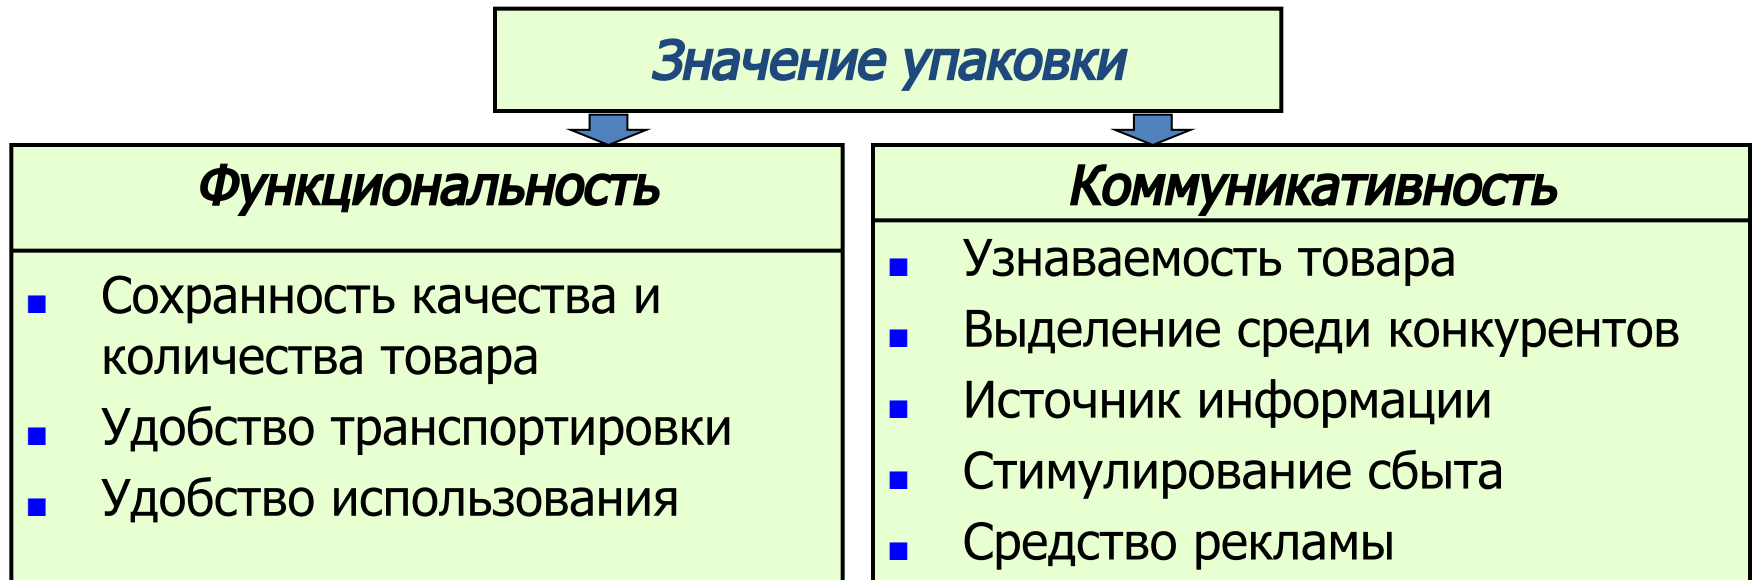 Значение упаковки
Функциональность
Сохранность качества и
количества товара
Удобство транспортировки
Удобство использования
Коммуникативность
Узнаваемость товара
Выделение среди конкурентов
Источник информации
Стимулирование сбыта
Средство рекламы